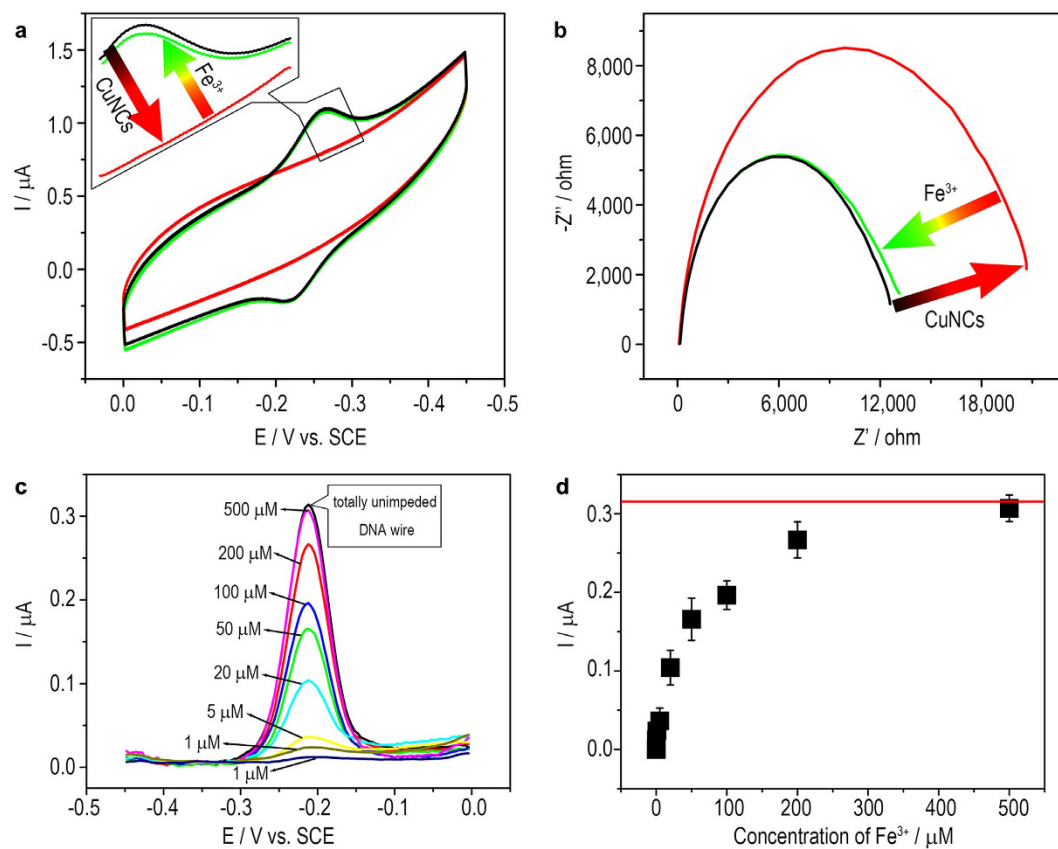 a
CuNCs
Fe³⁺
1.5
1.0
0.5
0.0
-0.5
I / μA
0.0
-0.1
-0.2
-0.3
-0.4
-0.5
E / V vs. SCE
b
8,000
6,000
4,000
2,000
0
-Z'' / ohm
Fe³⁺
CuNCs
0
6,000
12,000
18,000
Z' / ohm
c
0.3
0.2
0.1
0.0
I / μA
500 μM
totally unimpeded
DNA wire
200 μM
100 μM
50 μM
20 μM
5 μM
1 μM
1 μM
-0.5
-0.4
-0.3
-0.2
-0.1
0.0
E / V vs. SCE
d
0.3
0.2
0.1
0.0
I / μA
0
100
200
300
400
500
Concentration of Fe³⁺ / μM